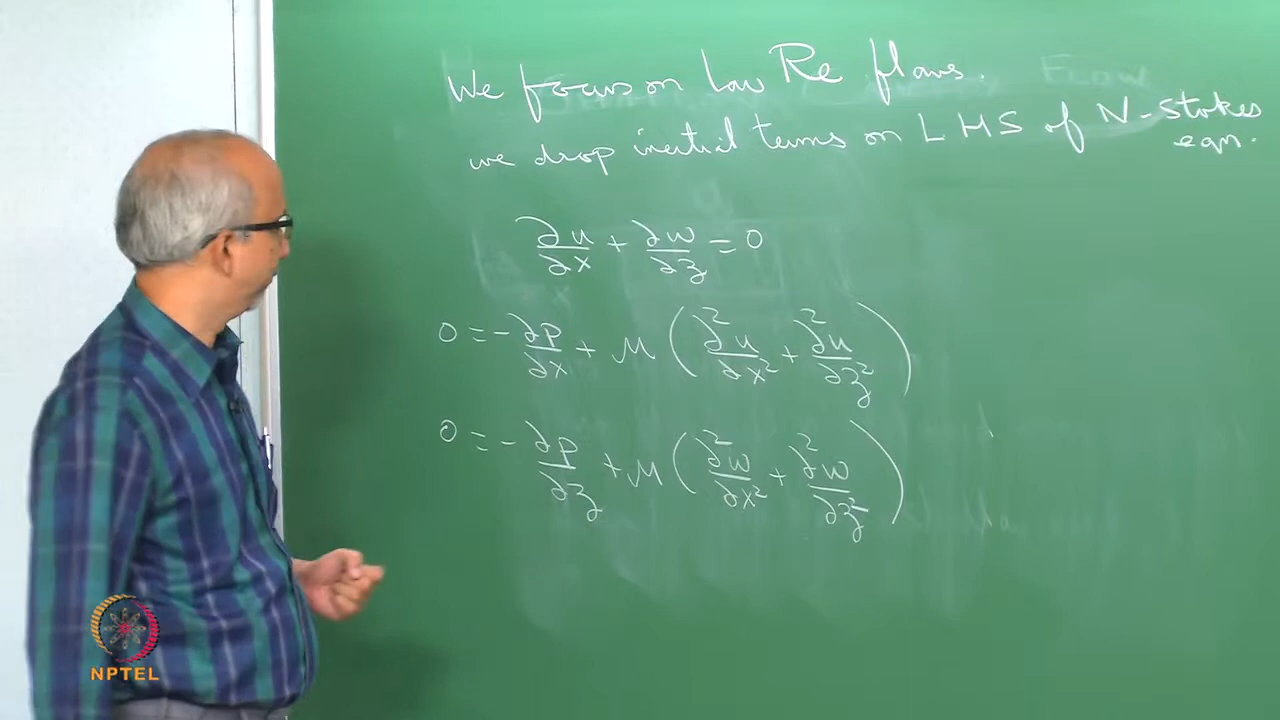 We focus on low Re flows.
we drop inertial terms on LHS of N-Stokes
eqn.
∂u/∂x + ∂w/∂z = 0
0 = -∂p/∂x + μ(∂²u/∂x² + ∂²u/∂z²)
0 = -∂p/∂z + μ(∂²w/∂x² + ∂²w/∂z²)
NPTEL